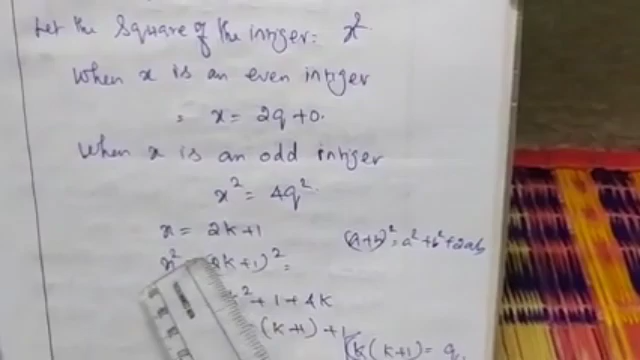 Let the Square of the integer: x²
When x is an even integer
: x = 2q + 0.
When x is an odd integer
x² = 4q².
x = 2k+1
(a+b)² = a² + b² + 2ab
x² (2k+1)² =
² + 1 + 4k
(k+1) + 1
k(k+1) = q.